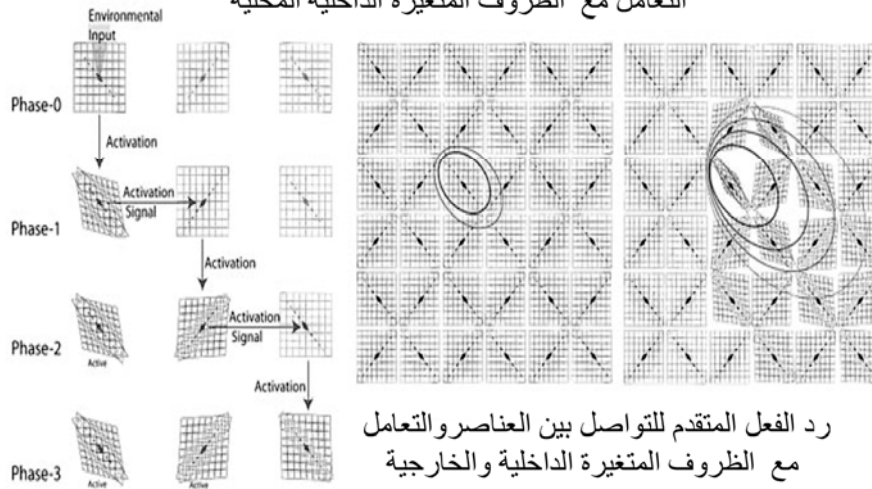 التعامل مع الظروف المتغيرة الداخلية المحلية
Environmental
Input
Phase-0
Activation
Phase-1
Activation
Signal
Activation
Phase-2
Activation
Signal
Active
Activation
Phase-3
Active
Active
رد الفعل المتقدم للتواصل بين العناصروالتعامل
مع الظروف المتغيرة الداخلية والخارجية